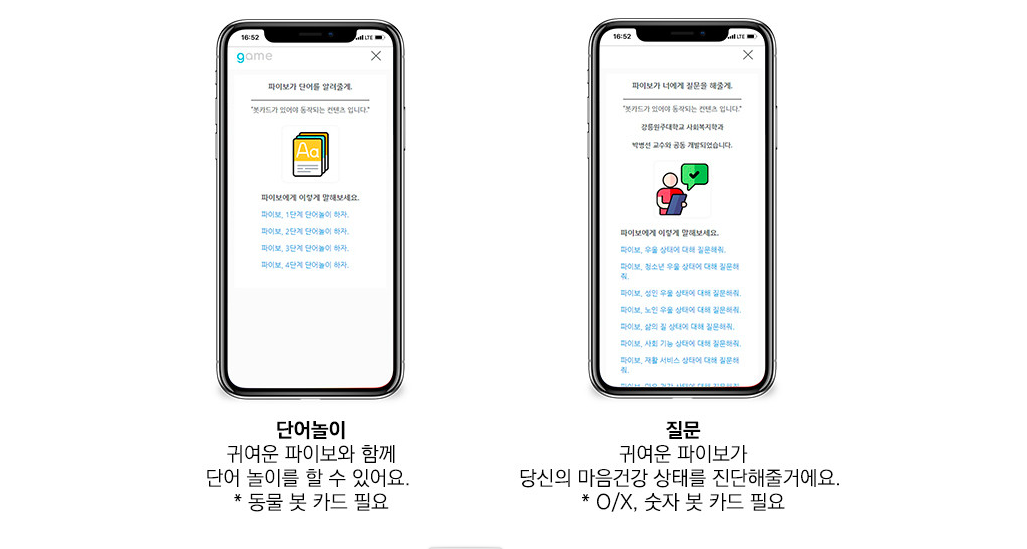 16:52
LTE
game
파이보가 단어를 알려줄게.
"봇카드가 있어야 동작되는 컨텐츠 입니다."
Aa
파이보에게 이렇게 말해보세요.
파이보, 1단계 단어놀이 하자.
파이보, 2단계 단어놀이 하자.
파이보, 3단계 단어놀이 하자.
파이보, 4단계 단어놀이 하자.
단어놀이
귀여운 파이보와 함께
단어 놀이를 할 수 있어요.
* 동물 봇 카드 필요
16:52
LTE
파이보가 너에게 질문을 해줄게.
"봇카드가 있어야 동작되는 컨텐츠 입니다."
강릉원주대학교 사회복지학과
박병선 교수와 공동 개발되었습니다.
파이보에게 이렇게 말해보세요.
파이보, 우울 상태에 대해 질문해줘.
파이보, 청소년 우울 상태에 대해 질문해
줘.
파이보, 성인 우울 상태에 대해 질문해줘.
파이보, 노인 우울 상태에 대해 질문해줘.
파이보, 삶의 질 상태에 대해 질문해줘.
파이보, 사회 기능 상태에 대해 질문해줘.
파이보, 재활 서비스 상태에 대해 질문해
줘.
질문
귀여운 파이보가
당신의 마음건강 상태를 진단해줄거에요.
* O/X, 숫자 봇 카드 필요